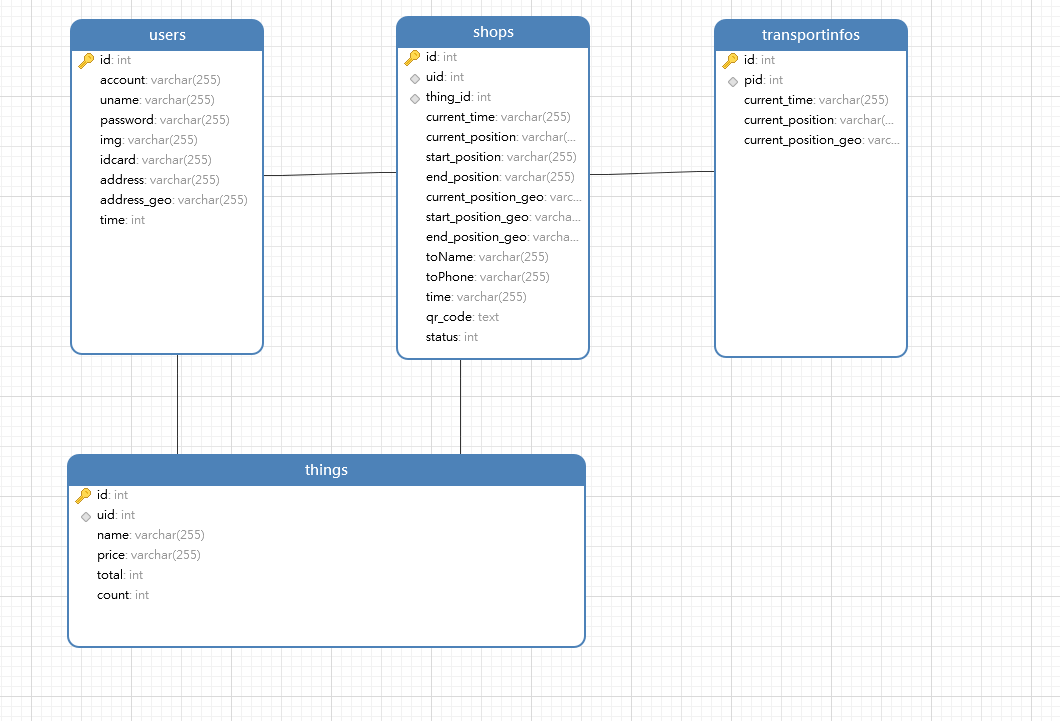 users
id: int
account: varchar(255)
uname: varchar(255)
password: varchar(255)
img: varchar(255)
idcard: varchar(255)
address: varchar(255)
address_geo: varchar(255)
time: int
shops
id: int
uid: int
thing_id: int
current_time: varchar(255)
current_position: varchar(...
start_position: varchar(255)
end_position: varchar(255)
current_position_geo: varc...
start_position_geo: varcha...
end_position_geo: varcha...
toName: varchar(255)
toPhone: varchar(255)
time: varchar(255)
qr_code: text
status: int
transportinfos
id: int
pid: int
current_time: varchar(255)
current_position: varchar(...
current_position_geo: varc...
things
id: int
uid: int
name: varchar(255)
price: varchar(255)
total: int
count: int